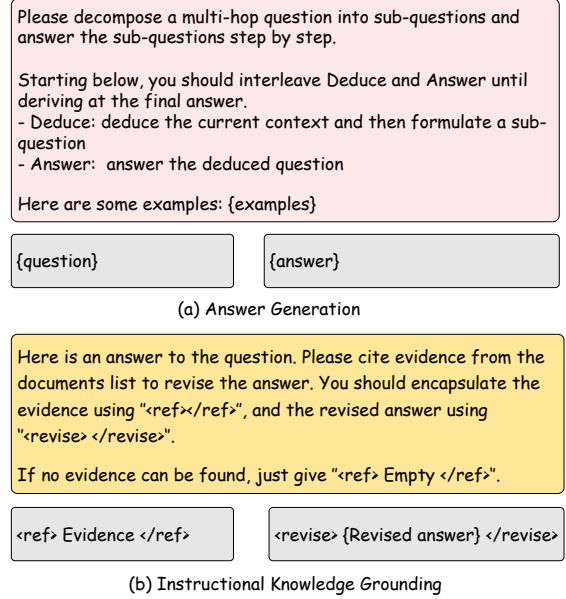 Please decompose a multi-hop question into sub-questions and
answer the sub-questions step by step.
Starting below, you should interleave Deduce and Answer until
deriving at the final answer.
- Deduce: deduce the current context and then formulate a sub-
question
- Answer:  answer the deduced question
Here are some examples: {examples}
{question}
{answer}
(a) Answer Generation
Here is an answer to the question. Please cite evidence from the
documents list to revise the answer. You should encapsulate the
evidence using "<ref></ref>", and the revised answer using
"<revise> </revise>".
If no evidence can be found, just give "<ref> Empty </ref>".
<ref> Evidence </ref>
<revise> {Revised answer} </revise>
(b) Instructional Knowledge Grounding